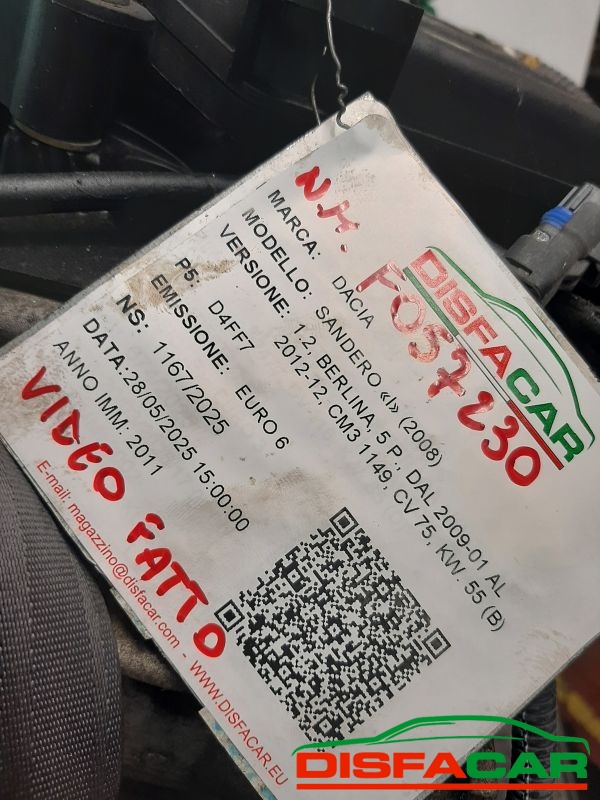 N.M. F057230
DISFACAR
MARCA: DACIA
MODELLO: SANDERO «I» (2008)
VERSIONE: 1.2, BERLINA, 5 P., DAL 2009-01 AL
2012-12, CM3 1149, CV 75, KW. 55 (B)
P5: D4FF7
EMISSIONE: EURO 6
NS: 1167/2025
DATA:28/05/2025 15:00:00
ANNO IMM: 2011
VIDEO FATTO
E-mail: magazzino@disfacar.com - WWW.DISFACAR.EU
DISFACAR